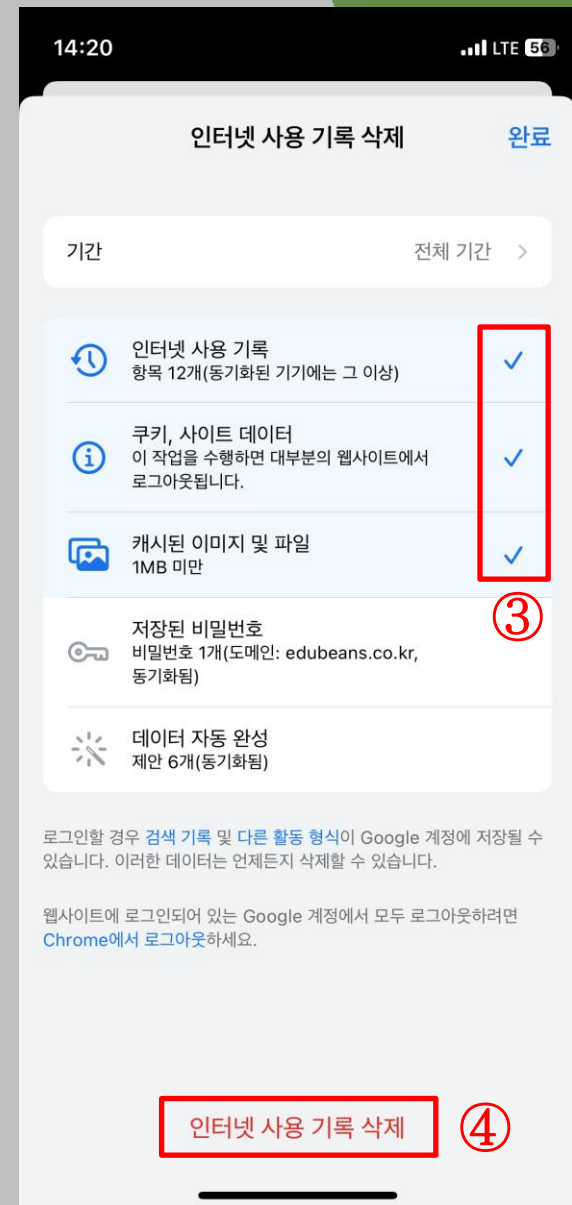 14:20 LTE 56
인터넷 사용 기록 삭제 완료
기간 전체 기간
인터넷 사용 기록
항목 12개(동기화된 기기에는 그 이상)
쿠키, 사이트 데이터
이 작업을 수행하면 대부분의 웹사이트에서
로그아웃됩니다.
캐시된 이미지 및 파일
1MB 미만
③
저장된 비밀번호
비밀번호 1개(도메인: edubeans.co.kr,
동기화됨)
데이터 자동 완성
제안 6개(동기화됨)
로그인할 경우 검색 기록 및 다른 활동 형식이 Google 계정에 저장될 수
있습니다. 이러한 데이터는 언제든지 삭제할 수 있습니다.
웹사이트에 로그인되어 있는 Google 계정에서 모두 로그아웃하려면
Chrome에서 로그아웃하세요.
인터넷 사용 기록 삭제 ④